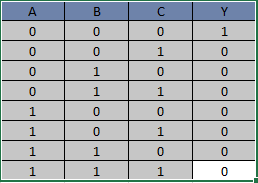 A B C Y
0 0 0 1
0 0 1 0
0 1 0 0
0 1 1 0
1 0 0 0
1 0 1 0
1 1 0 0
1 1 1 0